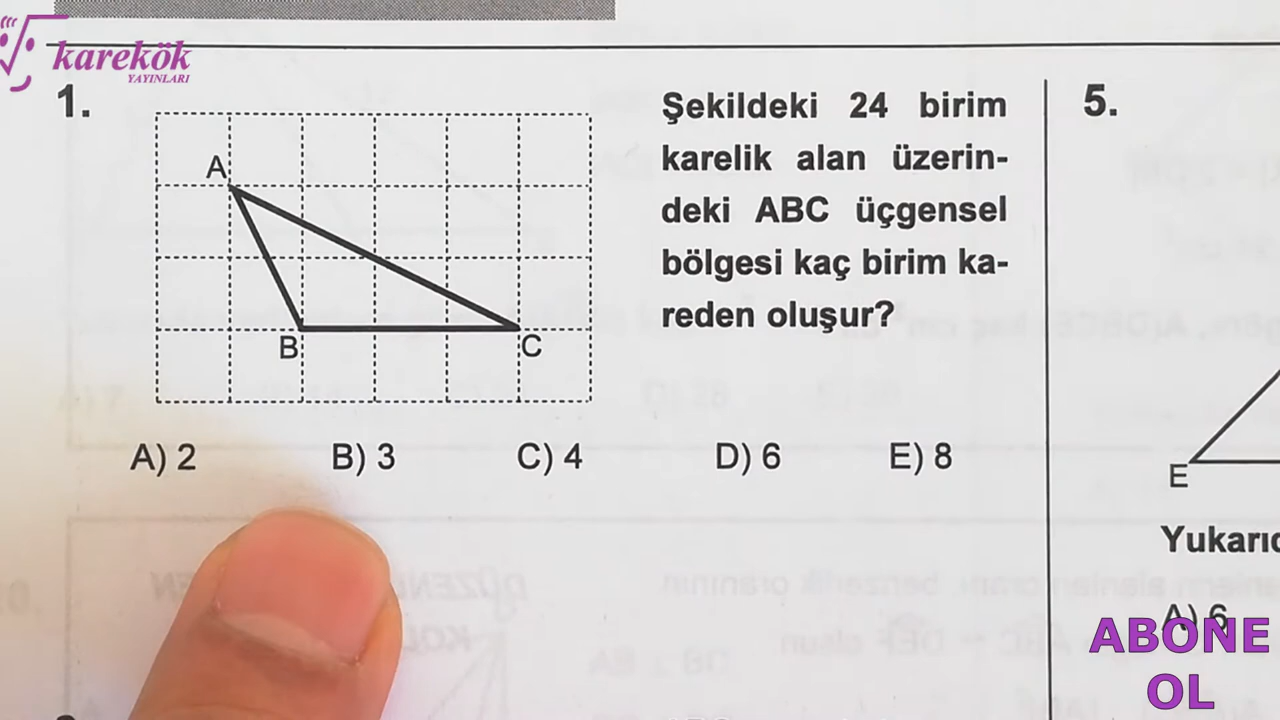 karekök
YAYINLARI
1.
A
B
C
Şekildeki 24 birim
karelik alan üzerin-
deki ABC üçgensel
bölgesi kaç birim ka-
reden oluşur?
A) 2 B) 3 C) 4 D) 6 E) 8
5.
E
Yukarıd
A) 6
ABONE
OL